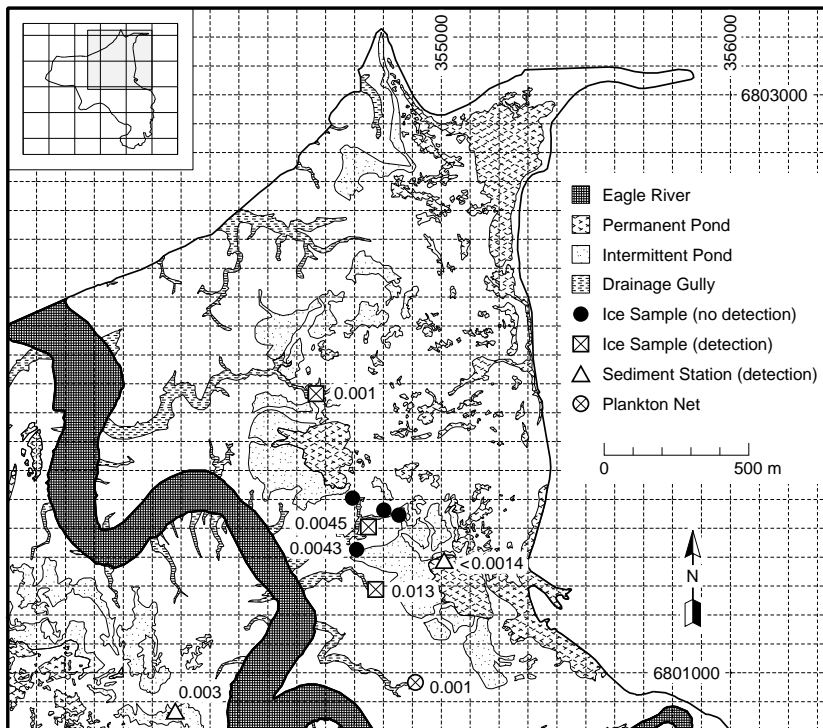 355000
356000
6803000
Eagle River
Permanent Pond
Intermittent Pond
Drainage Gully
Ice Sample (no detection)
Ice Sample (detection)
Sediment Station (detection)
Plankton Net
0.001
0 500 m
0.0045
0.0043
<0.0014
N
0.013
6801000
0.001
0.003